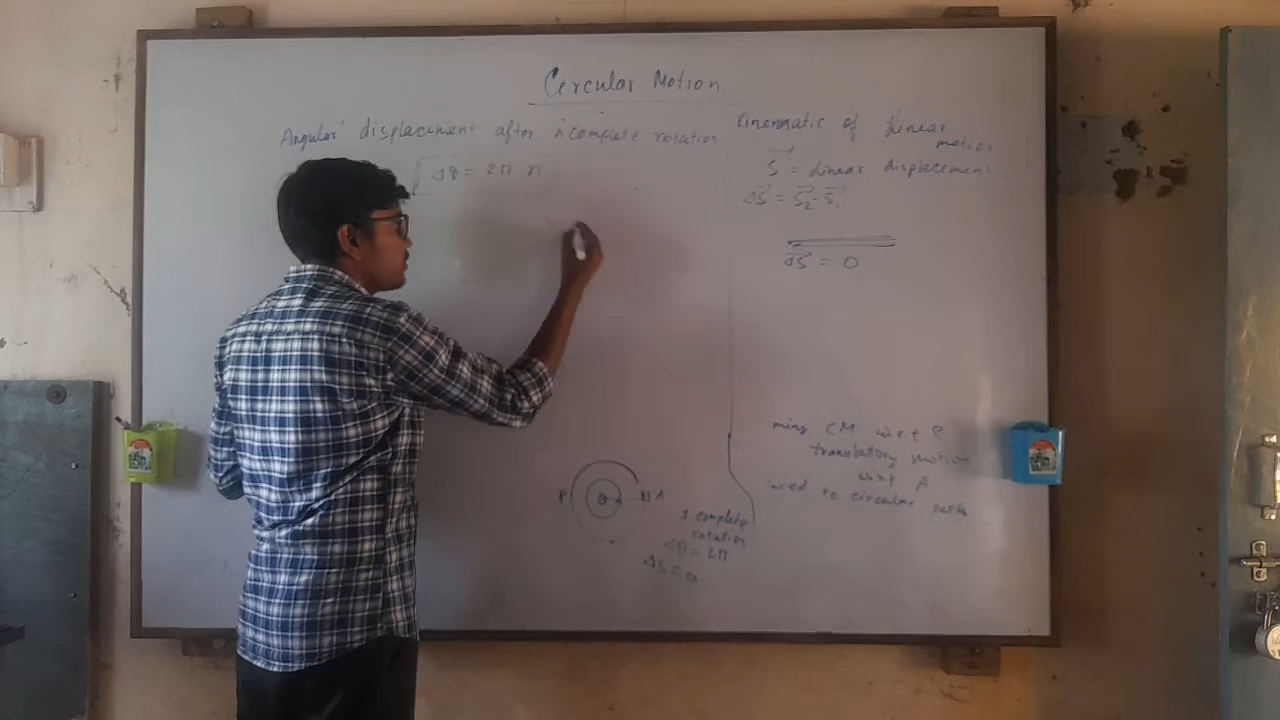 Cercular Motion
Angular displacement after n complete rotation
Δθ = 2π n
Kinematic of linear
motion
S = Linear displacement
ΔS = S₂ - S₁
ΔS = 0
CM w.r.t P
translatory motion
w.r.t A
to circular path
B
A
1 complete
rotation
Δθ = 2π
ΔS = 0